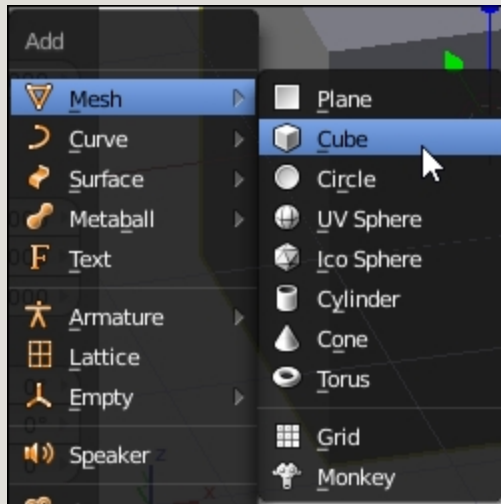 Add
Mesh
Curve
Surface
Metaball
Text
Armature
Lattice
Empty
Speaker
Plane
Cube
Circle
UV Sphere
Ico Sphere
Cylinder
Cone
Torus
Grid
Monkey